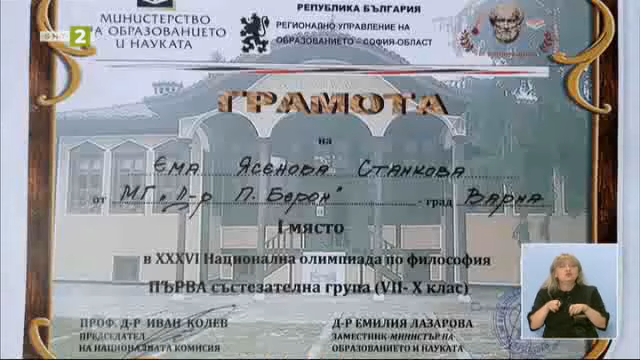 БНТ 2
РЕПУБЛИКА БЪЛГАРИЯ
МИНИСТЕРСТВО
НА ОБРАЗОВАНИЕТО
И НАУКАТА
РЕГИОНАЛНО УПРАВЛЕНИЕ НА
ОБРАЗОВАНИЕТО – СОФИЯ-ОБЛАСТ
ГРАМОТА
на
Ема Ясенова Станкова
от МГ „Д-р П. Берон" - град Варна
I място
в XXXVI Национална олимпиада по философия
ПЪРВА състезателна група (VII- X клас)
ПРОФ. Д-Р ИВАН КОЛЕВ
ПРЕДСЕДАТЕЛ
НА НАЦИОНАЛНАТА КОМИСИЯ
Д-Р ЕМИЛИЯ ЛАЗАРОВА
ЗАМЕСТНИК-МИНИСТЪР НА
ОБРАЗОВАНИЕТО И НАУКАТА